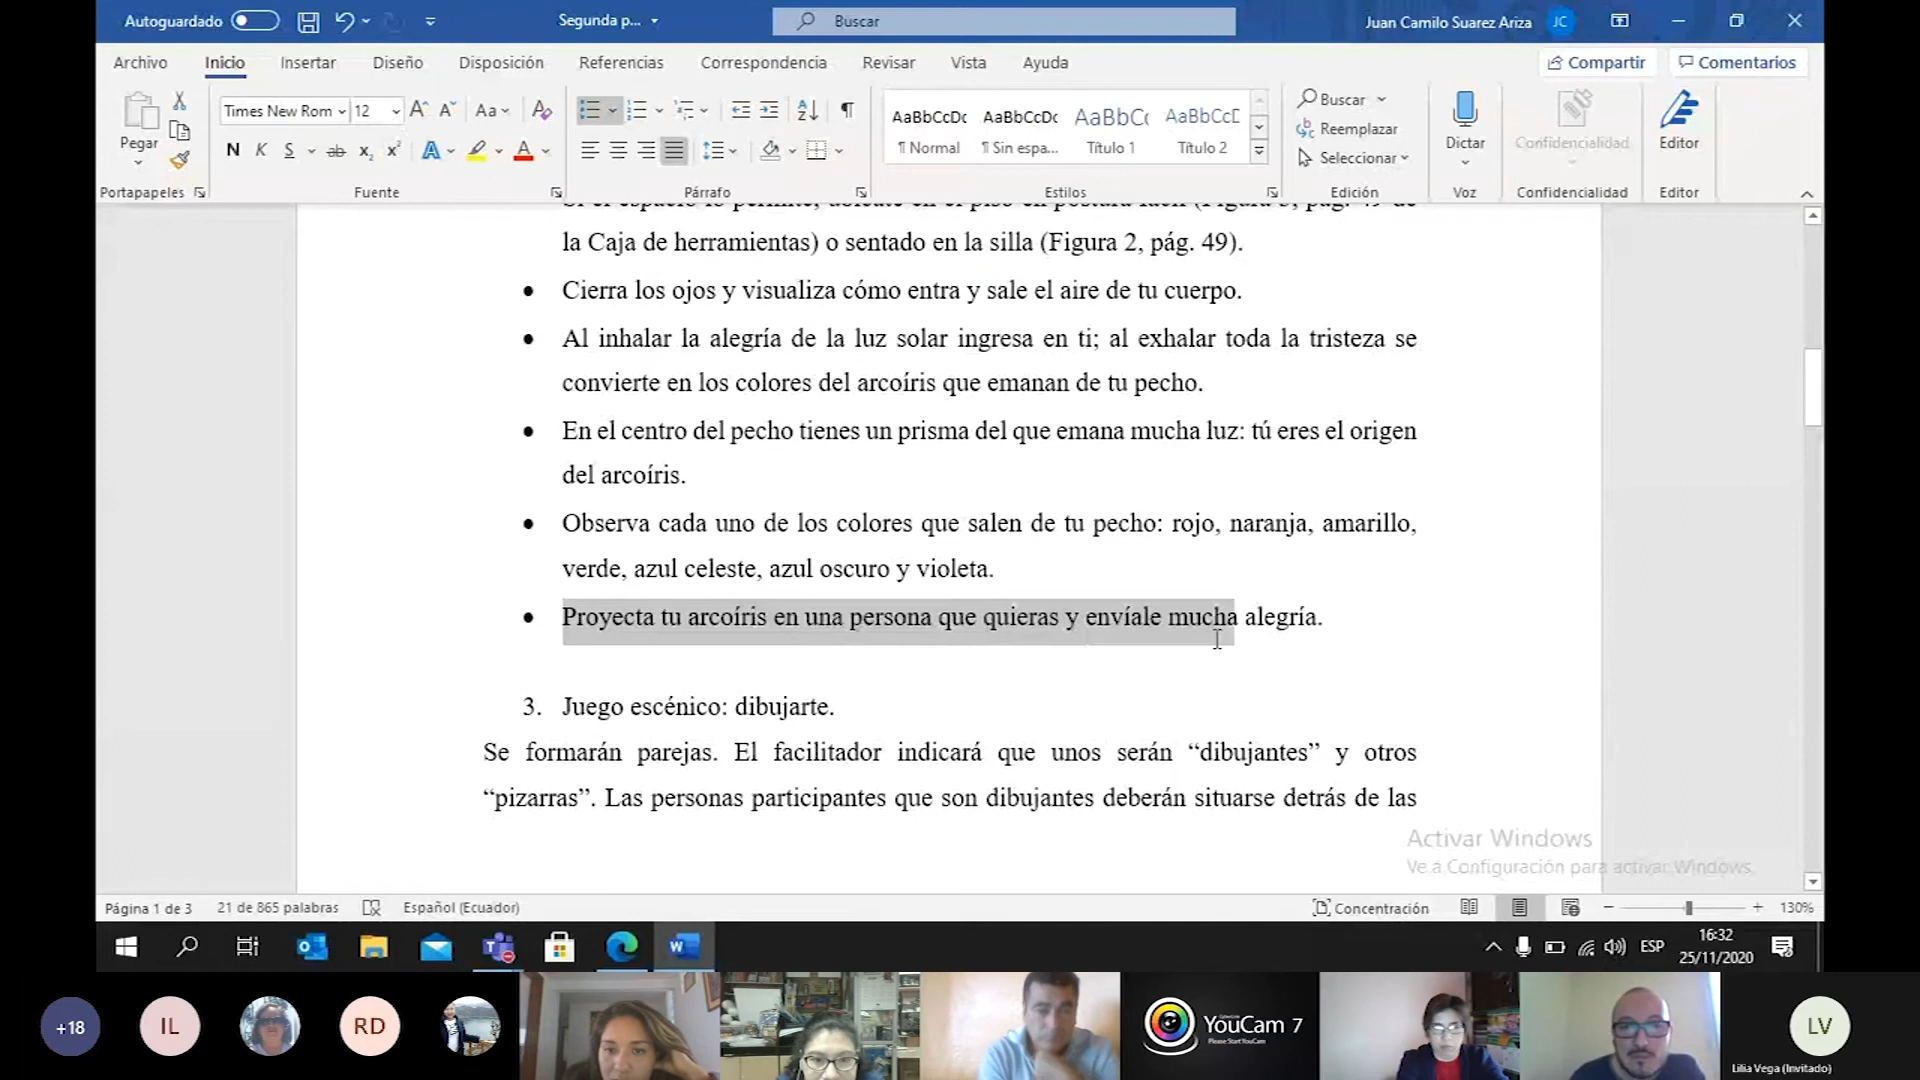 Autoguardado
Segunda p...
Buscar
Juan Camilo Suarez Ariza
JC
Archivo
Inicio
Insertar
Diseño
Disposición
Referencias
Correspondencia
Revisar
Vista
Ayuda
Compartir
Comentarios
Pegar
Times New Rom
12
Aa
N K S ab x₂ x²
AaBbCcDc
AaBbCcDc
AaBbC(
AaBbCcD
¶ Normal
¶ Sin espa...
Título 1
Título 2
Buscar
Reemplazar
Seleccionar
Dictar
Confidencialidad
Editor
Portapapeles
Fuente
Párrafo
Estilos
Edición
Voz
Confidencialidad
Editor
la Caja de herramientas) o sentado en la silla (Figura 2, pág. 49).
• Cierra los ojos y visualiza cómo entra y sale el aire de tu cuerpo.
• Al inhalar la alegría de la luz solar ingresa en ti; al exhalar toda la tristeza se
convierte en los colores del arcoíris que emanan de tu pecho.
• En el centro del pecho tienes un prisma del que emana mucha luz: tú eres el origen
del arcoíris.
• Observa cada uno de los colores que salen de tu pecho: rojo, naranja, amarillo,
verde, azul celeste, azul oscuro y violeta.
• Proyecta tu arcoíris en una persona que quieras y envíale mucha alegría.
3. Juego escénico: dibujarte.
Se formarán parejas. El facilitador indicará que unos serán “dibujantes” y otros
“pizarras”. Las personas participantes que son dibujantes deberán situarse detrás de las
Activar Windows
Ve a Configuración para activar Windows.
Página 1 de 3
21 de 865 palabras
Español (Ecuador)
Concentración
130%
ESP
16:32
25/11/2020
+18
IL
RD
YouCam 7
Please Start YouCam
LV
Lilia Vega (Invitado)